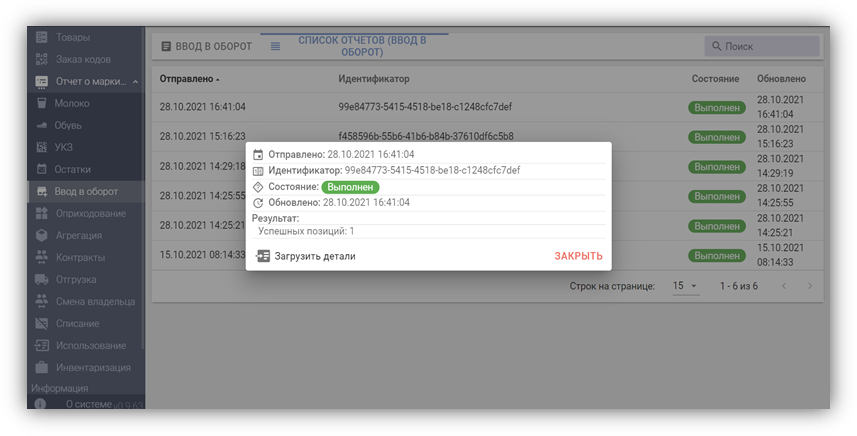 Товары
Заказ кодов
Отчет о марки...
Молоко
Обувь
УКЗ
Остатки
Ввод в оборот
Оприходование
Агрегация
Контракты
Отгрузка
Смена владельца
Списание
Использование
Инвентаризация
Информация
О системе v0.9.63
ВВОД В ОБОРОТ
СПИСОК ОТЧЕТОВ (ВВОД В
ОБОРОТ)
Поиск
Отправлено Идентификатор Состояние Обновлено
28.10.2021 16:41:04 99e84773-5415-4518-be18-c1248cfc7def Выполнен 28.10.2021
16:41:04
28.10.2021 15:16:23 f458596b-55b6-41b6-b84b-37610df6c5b8 Выполнен 28.10.2021
15:16:23
28.10.2021 14:29:18 Выполнен 28.10.2021
14:29:19
28.10.2021 14:25:55 Выполнен 28.10.2021
14:25:55
28.10.2021 14:25:21 Выполнен 28.10.2021
14:25:21
15.10.2021 08:14:33 Выполнен 15.10.2021
08:14:33
Строк на странице: 15 1 - 6 из 6
Отправлено: 28.10.2021 16:41:04
Идентификатор: 99e84773-5415-4518-be18-c1248cfc7def
Состояние: Выполнен
Обновлено: 28.10.2021 16:41:04
Результат:
Успешных позиций: 1
Загрузить детали ЗАКРЫТЬ